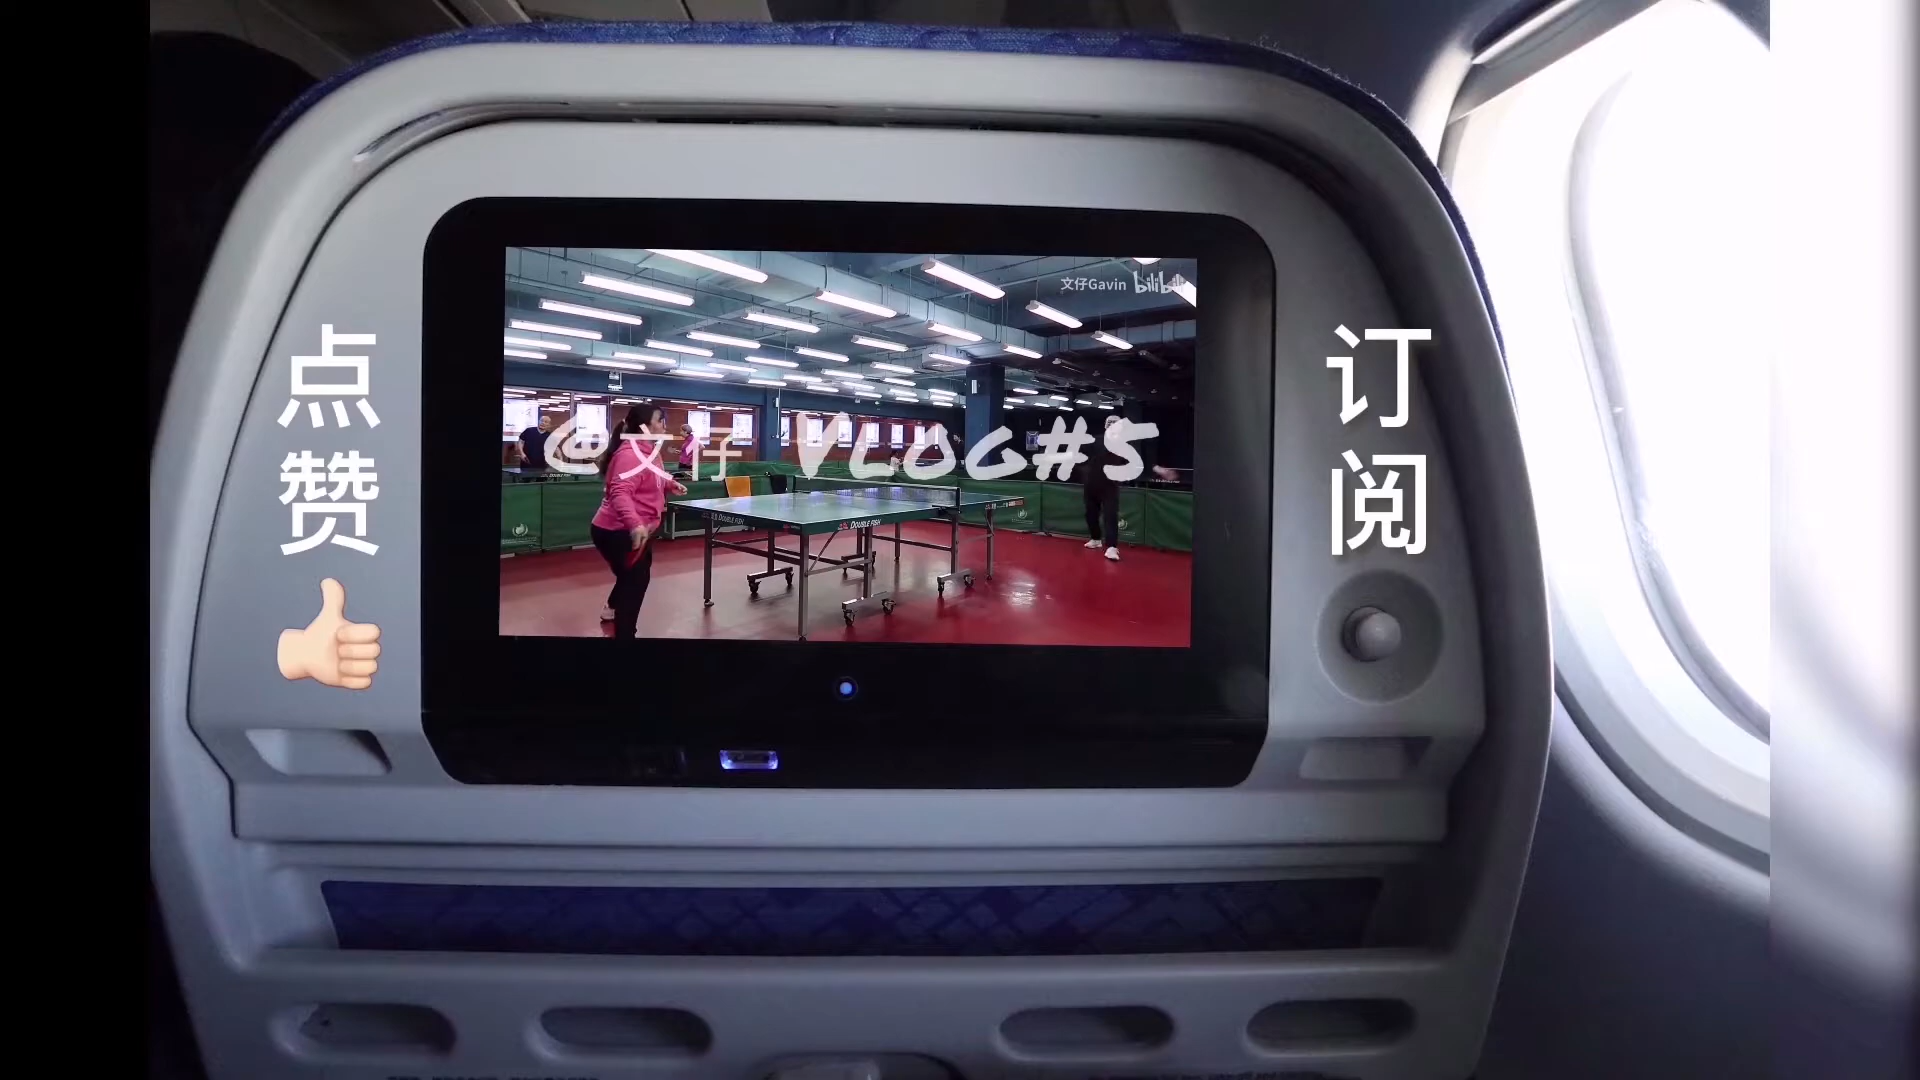 文仔Gavin bilibili
@文仔 VLOG#5
点赞
订阅
DOUBLE FISH
DOUBLE FISH